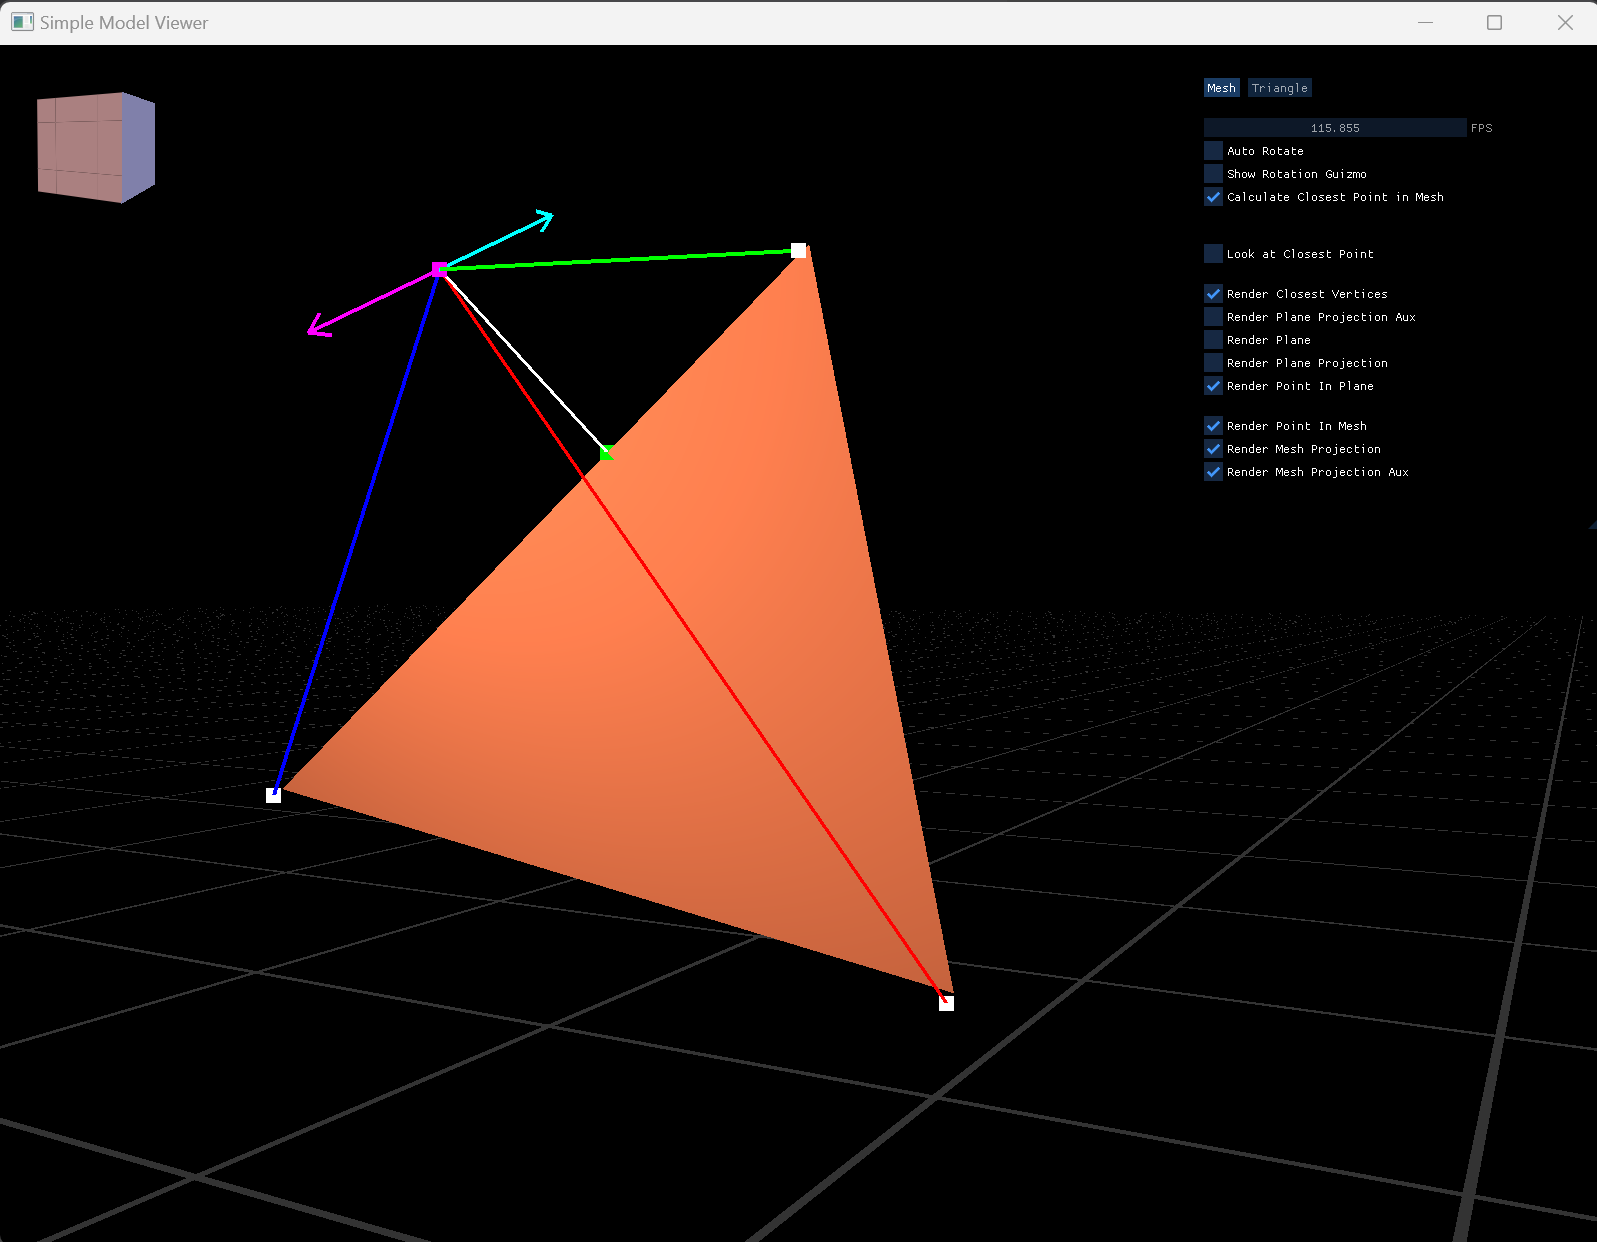 Simple Model Viewer
Mesh Triangle
115.855 FPS
Auto Rotate
Show Rotation Guizmo
Calculate Closest Point in Mesh
Look at Closest Point
Render Closest Vertices
Render Plane Projection Aux
Render Plane
Render Plane Projection
Render Point In Plane
Render Point In Mesh
Render Mesh Projection
Render Mesh Projection Aux